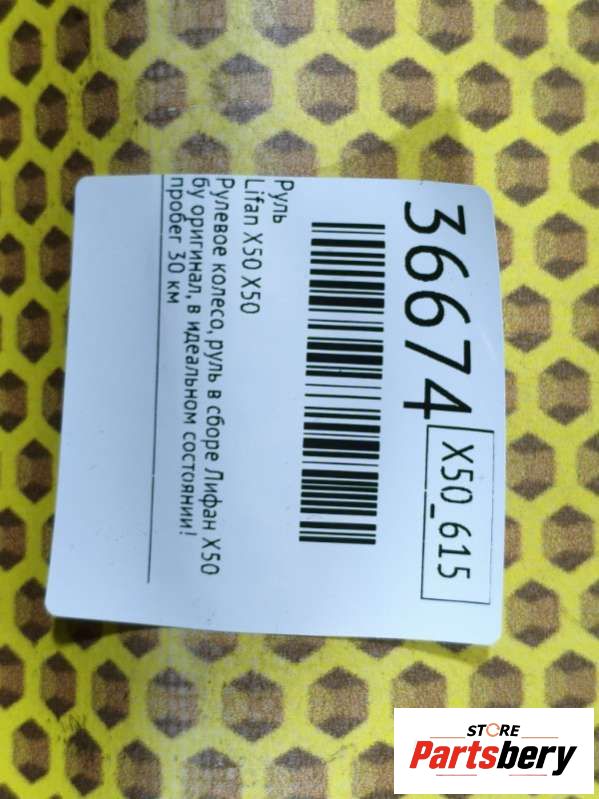 36674 X50_615
Руль
Lifan X50 X50
Рулевое колесо, руль в сборе Лифан X50
бу оригинал, в идеальном состоянии!
пробег 30 км
STORE
Partsbery